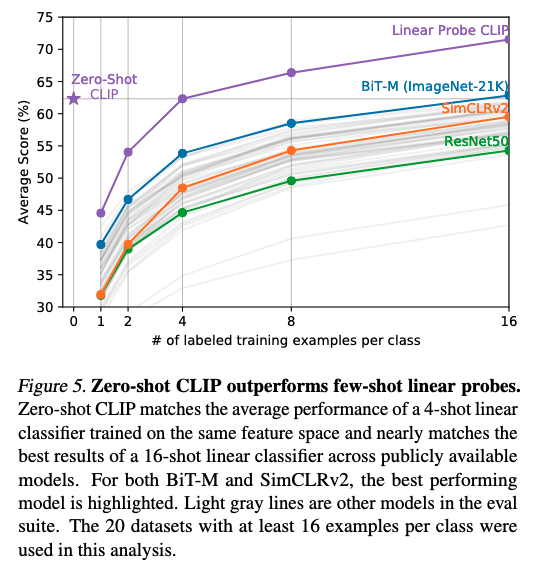 75
70
65
60
55
50
45
40
35
30
Average Score (%)
Linear Probe CLIP
Zero-Shot
CLIP
BiT-M (ImageNet-21K)
SimCLRv2
ResNet50
0 1 2 4 8 16
# of labeled training examples per class
Figure 5. Zero-shot CLIP outperforms few-shot linear probes.
Zero-shot CLIP matches the average performance of a 4-shot linear
classifier trained on the same feature space and nearly matches the
best results of a 16-shot linear classifier across publicly available
models. For both BiT-M and SimCLRv2, the best performing
model is highlighted. Light gray lines are other models in the eval
suite. The 20 datasets with at least 16 examples per class were
used in this analysis.